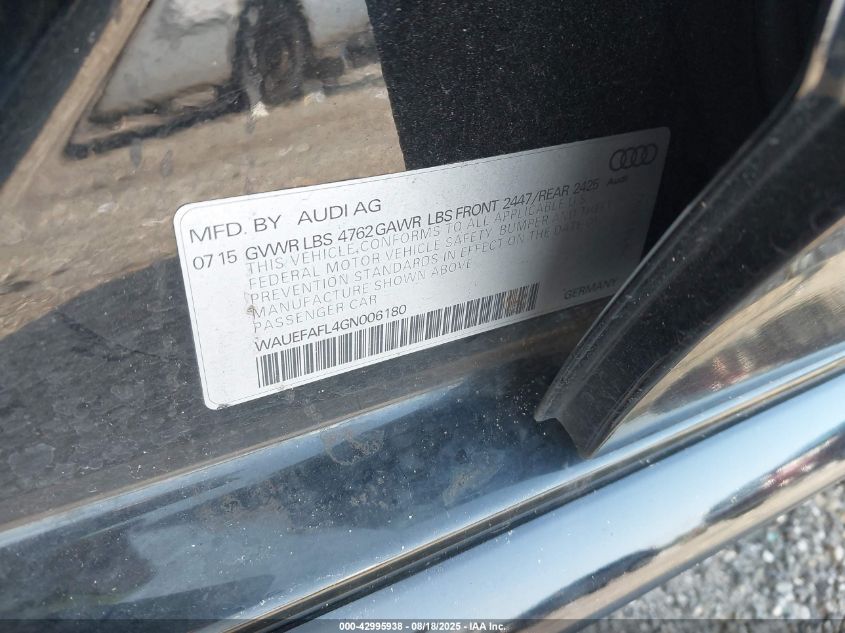 Audi
MFD. BY AUDI AG
07 15 GVWR LBS 4762 GAWR LBS FRONT 2447/REAR 2425
THIS VEHICLE CONFORMS TO ALL APPLICABLE U.S.
FEDERAL MOTOR VEHICLE SAFETY, BUMPER AND THEFT
PREVENTION STANDARDS IN EFFECT ON THE DATE OF
MANUFACTURE SHOWN ABOVE.
PASSENGER CAR
GERMANY
WAUEFAFL4GN006180
000-42995938 - 08/18/2025 - IAA Inc.